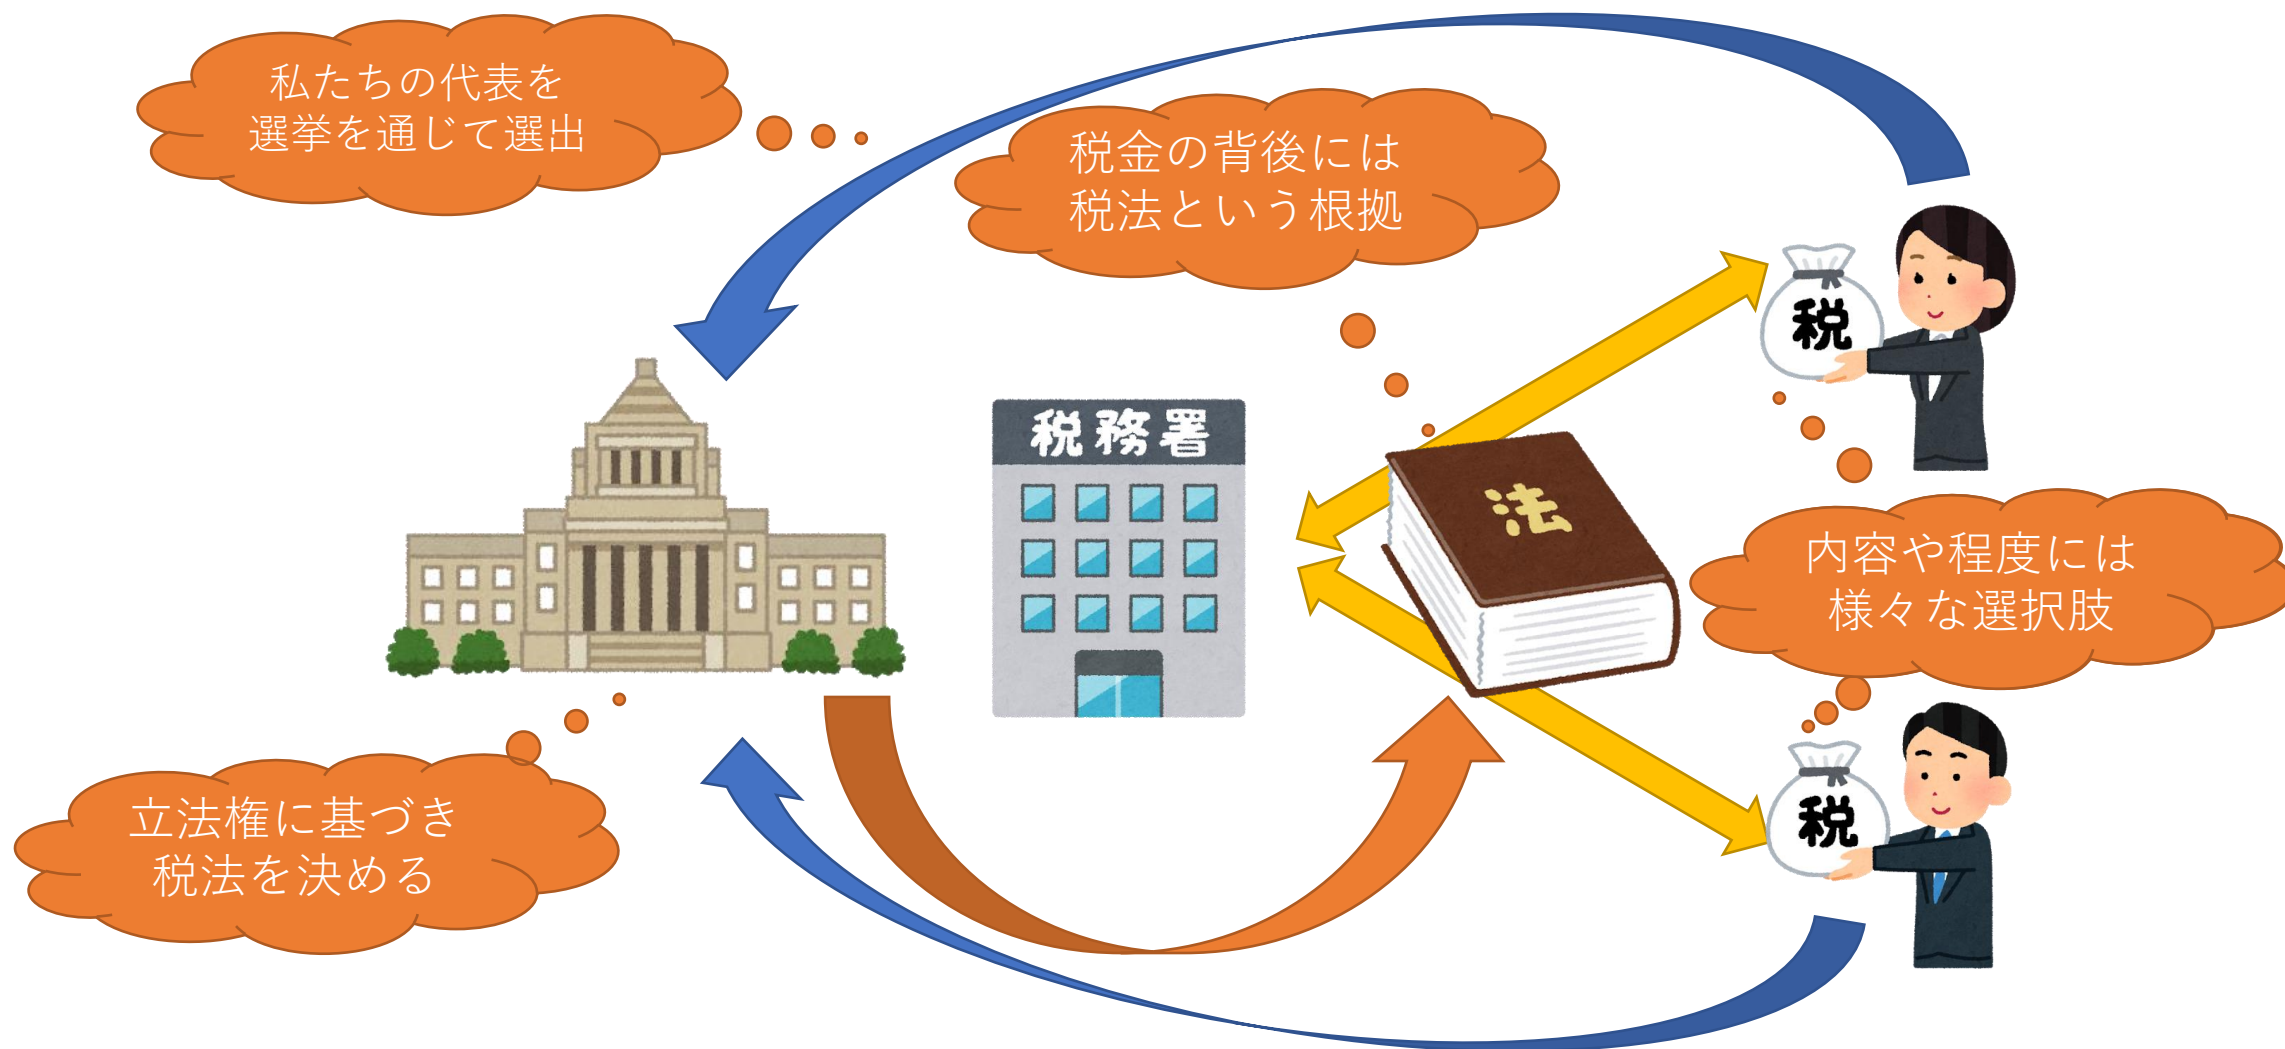 私たちの代表を
選挙を通じて選出
税金の背後には
税法という根拠
税
税務署
法
内容や程度には
様々な選択肢
立法権に基づき
税法を決める
税